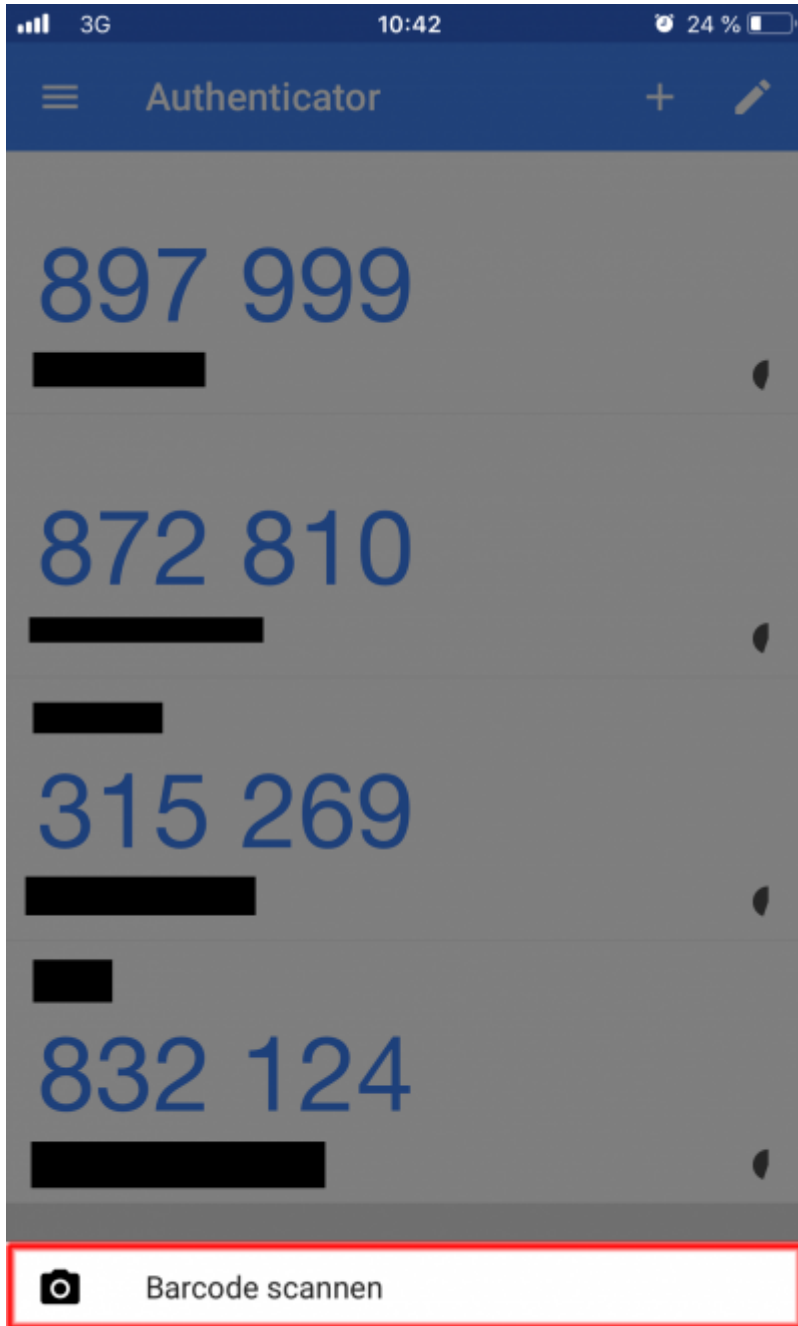 3G 10:42 24 %
Authenticator
897 999
872 810
315 269
832 124
Barcode scannen